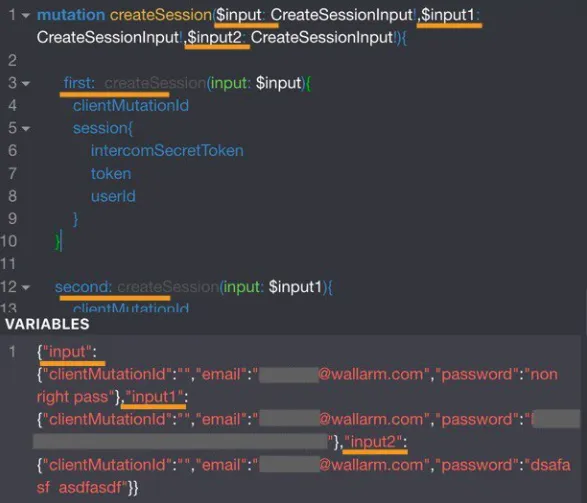 1 mutation createSession($input: CreateSessionInput!,$input1:
CreateSessionInput!,$input2: CreateSessionInput!){
2
3 first: createSession(input: $input){
4 clientMutationId
5 session{
6 intercomSecretToken
7 token
8 userId
9 }
10 }
11
12 second: createSession(input: $input1){
13 clientMutationId
VARIABLES
1 {"input":
{"clientMutationId":"","email":" @wallarm.com","password":"non
right pass"},"input1":
{"clientMutationId":"","email":" @wallarm.com","password":"
"},"input2":
{"clientMutationId":"","email":" @wallarm.com","password":"dsafa
sf asdfasdf"}}